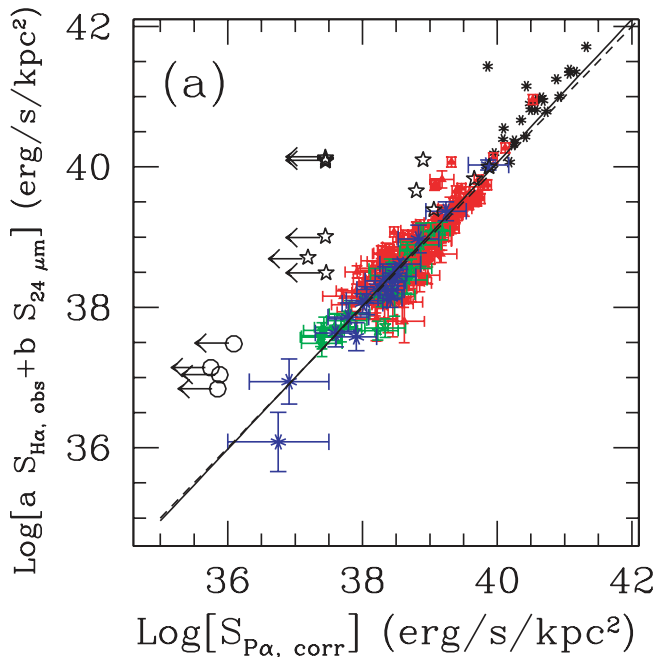 42
(a)
40
38
36
36 38 40 42
Log[S_{Pα, corr}] (erg/s/kpc²)
Log[a S_{Hα, obs}+b S_{24 μm}] (erg/s/kpc²)